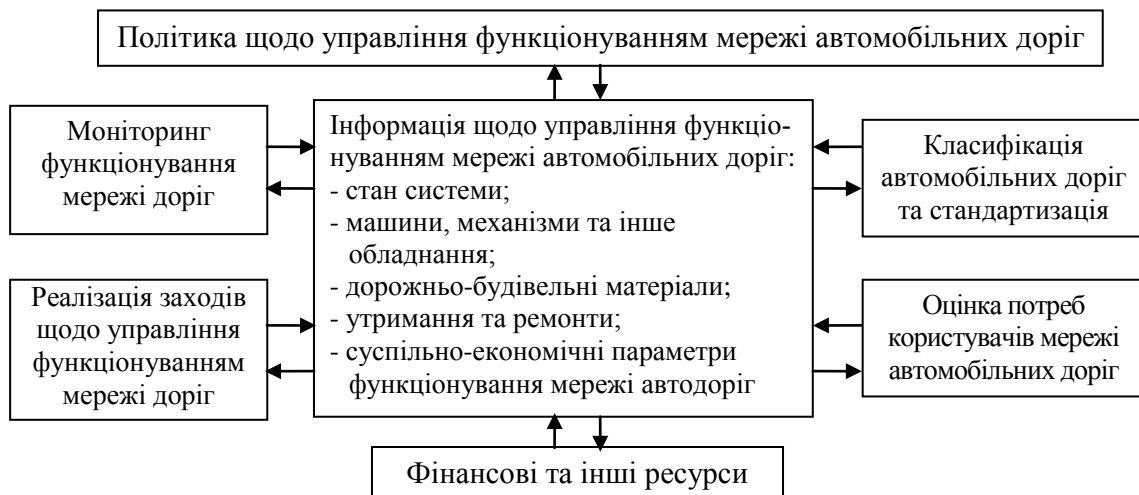 Політика щодо управління функціонуванням мережі автомобільних доріг
Моніторинг
функціонування
мережі доріг
Інформація щодо управління функціо-
нуванням мережі автомобільних доріг:
- стан системи;
- машини, механізми та інше
обладнання;
- дорожньо-будівельні матеріали;
- утримання та ремонти;
- суспільно-економічні параметри
функціонування мережі автодоріг
Класифікація
автомобільних доріг
та стандартизація
Реалізація заходів
щодо управління
функціонуванням
мережі доріг
Оцінка потреб
користувачів мережі
автомобільних доріг
Фінансові та інші ресурси